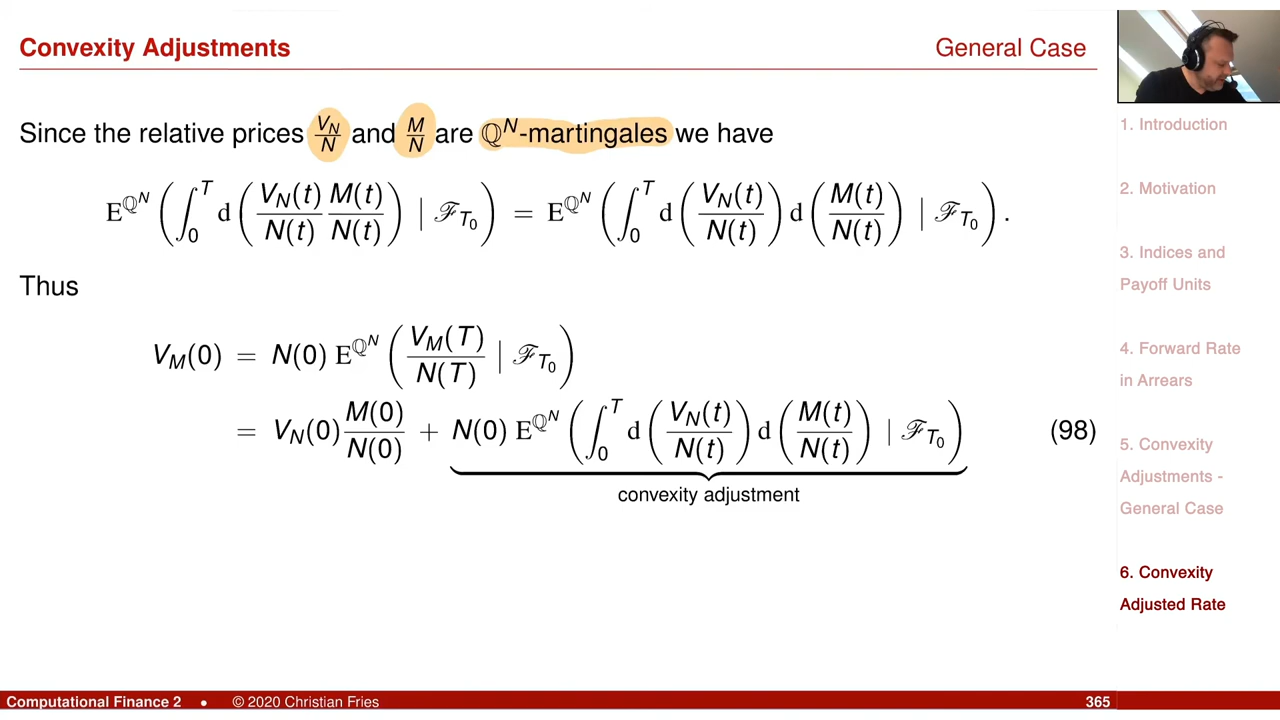 Convexity Adjustments
General Case
Since the relative prices V_N/N and M/N are ℚ^N-martingales we have
E^{ℚ^N} ( ∫_0^T d ( V_N(t)/N(t) M(t)/N(t) ) | ℱ_{T_0} ) = E^{ℚ^N} ( ∫_0^T d ( V_N(t)/N(t) ) d ( M(t)/N(t) ) | ℱ_{T_0} ) .
Thus
V_M(0) = N(0) E^{ℚ^N} ( V_M(T)/N(T) | ℱ_{T_0} )
= V_N(0) M(0)/N(0) + N(0) E^{ℚ^N} ( ∫_0^T d ( V_N(t)/N(t) ) d ( M(t)/N(t) ) | ℱ_{T_0} ) (98)
convexity adjustment
1. Introduction
2. Motivation
3. Indices and
Payoff Units
4. Forward Rate
in Arrears
5. Convexity
Adjustments -
General Case
6. Convexity
Adjusted Rate
Computational Finance 2 • © 2020 Christian Fries 365